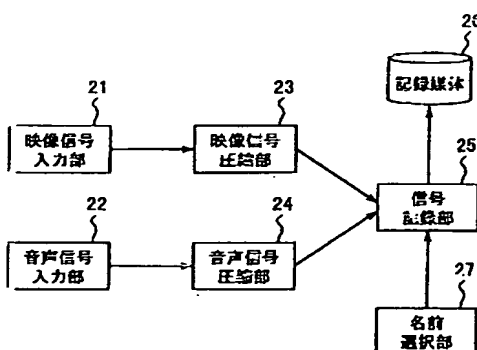 26
記録媒体
21
映像信号
入力部
23
映像信号
圧縮部
25
信号
記録部
22
音声信号
入力部
24
音声信号
圧縮部
27
名前
選択部